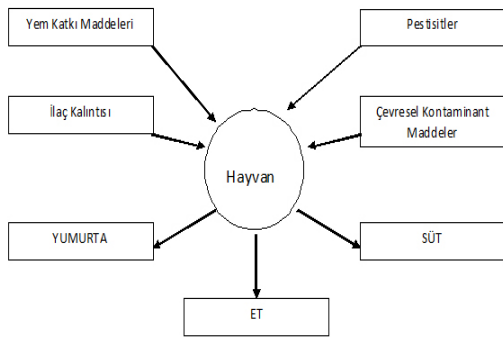 Yem Katkı Maddeleri
Pestisitler
İlaç Kalıntısı
Çevresel Kontaminant
Maddeler
Hayvan
YUMURTA
SÜT
ET